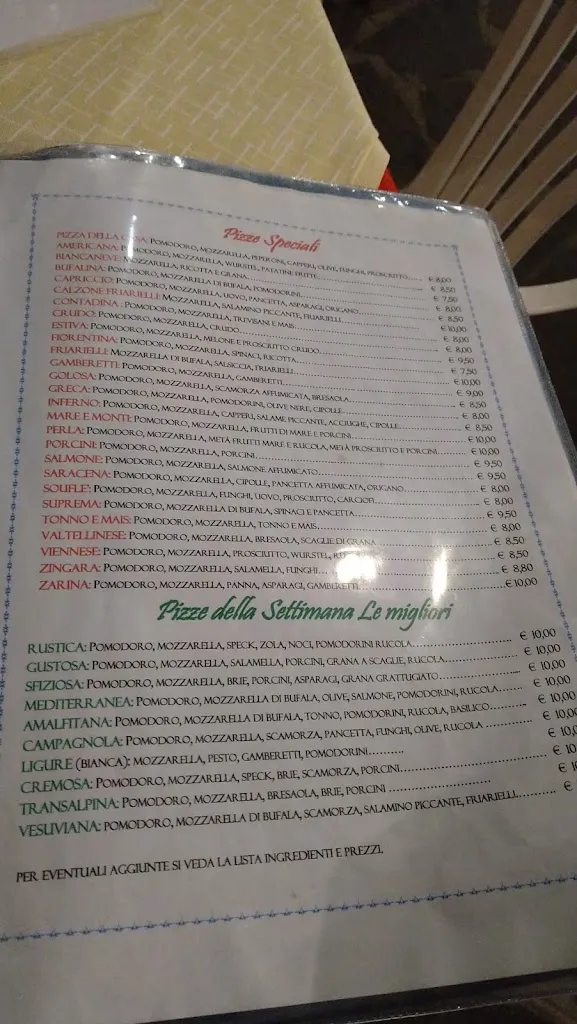 Pizze Speciali
PIZZA DELLA CASA: POMODORO, MOZZARELLA, PEPERONI, CAPPERI, OLIVE, FUNGHI, PROSCIUTTO € 8,00
AMERICANA: POMODORO, MOZZARELLA, WURSTEL, PATATINE FRITTE € 8,50
BIANCANEVE: MOZZARELLA, RICOTTA E GRANA € 7,50
BUFALINA: POMODORO, MOZZARELLA DI BUFALA, POMODORINI € 8,00
CAPRICCIO: POMODORO, MOZZARELLA, UOVO, PANCETTA, ASPARAGI, ORIGANO € 8,50
CALZONE FRIARIELLI: MOZZARELLA, SALAMINO PICCANTE, FRIARIELLI € 10,00
CONTADINA : POMODORO, MOZZARELLA, TREVISANI E MAIS € 8,00
CRUDO: POMODORO, MOZZARELLA, CRUDO € 8,00
ESTIVA: POMODORO, MOZZARELLA, MELONE E PROSCIUTTO CRUDO € 9,50
FIORENTINA: POMODORO, MOZZARELLA, SPINACI, RICOTTA € 7,50
FRIARIELLI: MOZZARELLA DI BUFALA, SALSICCIA, FRIARIELLI € 10,00
GAMBERETTI: POMODORO, MOZZARELLA, GAMBERETTI € 9,00
GOLOSA: POMODORO, MOZZARELLA, SCAMORZA AFFUMICATA, BRESAOLA € 8,50
GRECA: POMODORO, MOZZARELLA, POMODORINI, OLIVE NERE, CIPOLLE € 8,00
INFERNO: POMODORO, MOZZARELLA, CAPPERI, SALAME PICCANTE, ACCIUGHE, CIPOLLE € 8,50
MARE E MONTI: POMODORO, MOZZARELLA, FRUTTI DI MARE E PORCINI € 10,00
PERLA: POMODORO, MOZZARELLA, METÀ FRUTTI MARE E RUCOLA, METÀ PROSCIUTTO E PORCINI € 10,00
PORCINI: POMODORO, MOZZARELLA, PORCINI € 9,50
SALMONE: POMODORO, MOZZARELLA, SALMONE AFFUMICATO € 9,50
SARACENA: POMODORO, MOZZARELLA, CIPOLLE, PANCETTA AFFUMICATA, ORIGANO € 8,00
SOUFLE': POMODORO, MOZZARELLA, FUNGHI, UOVO, PROSCIUTTO, CARCIOFI € 8,00
SUPREMA: POMODORO, MOZZARELLA DI BUFALA, SPINACI E PANCETTA € 9,50
TONNO E MAIS: POMODORO, MOZZARELLA, TONNO E MAIS € 8,00
VALTELLINESE: POMODORO, MOZZARELLA, BRESAOLA, SCAGLIE DI GRANA € 8,50
VIENNESE: POMODORO, MOZZARELLA, PROSCIUTTO, WURSTEL, € 8,50
ZINGARA: POMODORO, MOZZARELLA, SALAMELLA, FUNGHI € 8,80
ZARINA: POMODORO, MOZZARELLA, PANNA, ASPARAGI, GAMBERETTI € 10,00
Pizze della Settimana Le migliori
RUSTICA: POMODORO, MOZZARELLA, SPECK, ZOLA, NOCI, POMODORINI RUCOLA € 10,00
GUSTOSA: POMODORO, MOZZARELLA, SALAMELLA, PORCINI, GRANA A SCAGLIE, RUCOLA € 10,00
SFIZIOSA: POMODORO, MOZZARELLA, BRIE, PORCINI, ASPARAGI, GRANA GRATTUGIATO € 10,00
MEDITERRANEA: POMODORO, MOZZARELLA DI BUFALA, OLIVE, SALMONE, POMODORINI, RUCOLA € 10,00
AMALFITANA: POMODORO, MOZZARELLA DI BUFALA, TONNO, POMODORINI, RUCOLA, BASILICO € 10,00
CAMPAGNOLA: POMODORO, MOZZARELLA, SCAMORZA, PANCETTA, FUNGHI, OLIVE, RUCOLA € 10,00
LIGURE (BIANCA): MOZZARELLA, PESTO, GAMBERETTI, POMODORINI € 10,0
CREMOSA: POMODORO, MOZZARELLA, SPECK, BRIE, SCAMORZA, PORCINI € 10
TRANSALPINA: POMODORO, MOZZARELLA, BRESAOLA, BRIE, PORCINI € 1
VESUVIANA: POMODORO, MOZZARELLA DI BUFALA, SCAMORZA, SALAMINO PICCANTE, FRIARIELLI €
PER EVENTUALI AGGIUNTE SI VEDA LA LISTA INGREDIENTI E PREZZI.